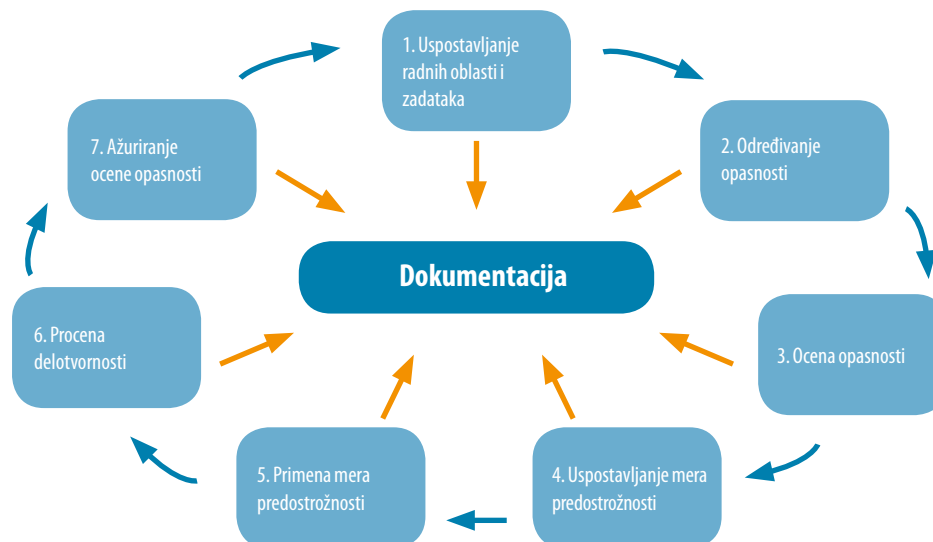 1. Uspostavljanje
radnih oblasti i
zadataka
2. Određivanje
opasnosti
3. Ocena opasnosti
4. Uspostavljanje mera
predostrožnosti
5. Primena mera
predostrožnosti
6. Procena
delotvornosti
7. Ažuriranje
ocene opasnosti
Dokumentacija